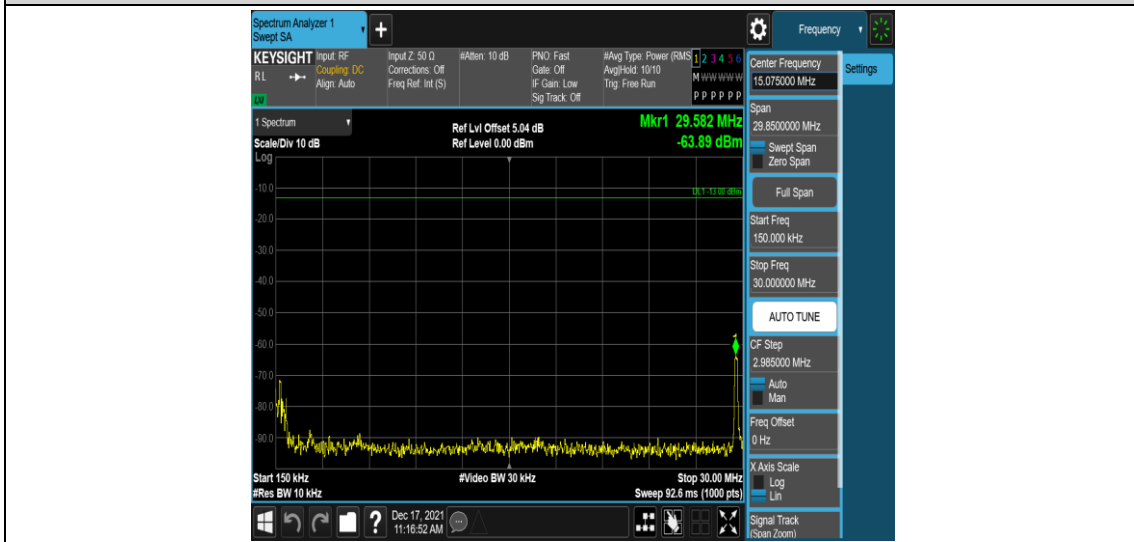 Spectrum Analyzer 1
Swept SA
+
Frequency
KEYSIGHT
RL
LXI
Input: RF
Coupling: DC
Align: Auto
Input Z: 50 Ω
Corrections: Off
Freq Ref: Int (S)
#Atten: 10 dB
PNO: Fast
Gate: Off
IF Gain: Low
Sig Track: Off
#Avg Type: Power (RMS
Avg|Hold: 10/10
Trig: Free Run
1 2 3 4 5 6
M W W W W W
P P P P P P
Center Frequency
15.075000 MHz
Settings
Span
29.8500000 MHz
Swept Span
Zero Span
Full Span
Start Freq
150.000 kHz
Stop Freq
30.000000 MHz
AUTO TUNE
CF Step
2.985000 MHz
Auto
Man
Freq Offset
0 Hz
X Axis Scale
Log
Lin
Signal Track
(Span Zoom)
1 Spectrum
Scale/Div 10 dB
Log
Ref Lvl Offset 5.04 dB
Ref Level 0.00 dBm
Mkr1 29.582 MHz
-63.89 dBm
DL1 -13.00 dBm
-10.0
-20.0
-30.0
-40.0
-50.0
-60.0
-70.0
-80.0
-90.0
Start 150 kHz
#Video BW 30 kHz
Stop 30.00 MHz
#Res BW 10 kHz
Sweep 92.6 ms (1000 pts)
?
Dec 17, 2021
11:16:52 AM